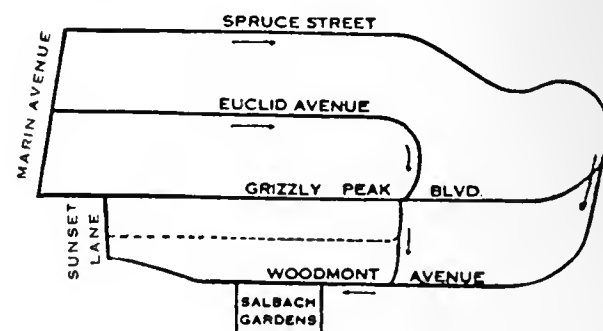 SPRUCE STREET
MARIN AVENUE
EUCLID AVENUE
GRIZZLY PEAK BLVD.
SUNSET
LANE
WOODMONT AVENUE
SALBACH
GARDENS